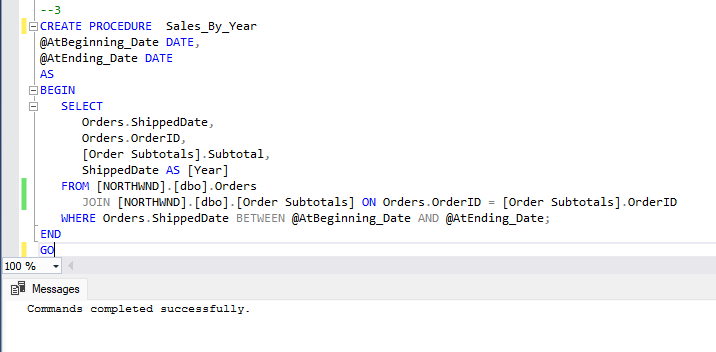 --3
CREATE PROCEDURE  Sales_By_Year
@AtBeginning_Date DATE,
@AtEnding_Date DATE
AS
BEGIN
SELECT
Orders.ShippedDate,
Orders.OrderID,
[Order Subtotals].Subtotal,
ShippedDate AS [Year]
FROM [NORTHWND].[dbo].Orders
JOIN [NORTHWND].[dbo].[Order Subtotals] ON Orders.OrderID = [Order Subtotals].OrderID
WHERE Orders.ShippedDate BETWEEN @AtBeginning_Date AND @AtEnding_Date;
END
GO
100 %
Messages
Commands completed successfully.